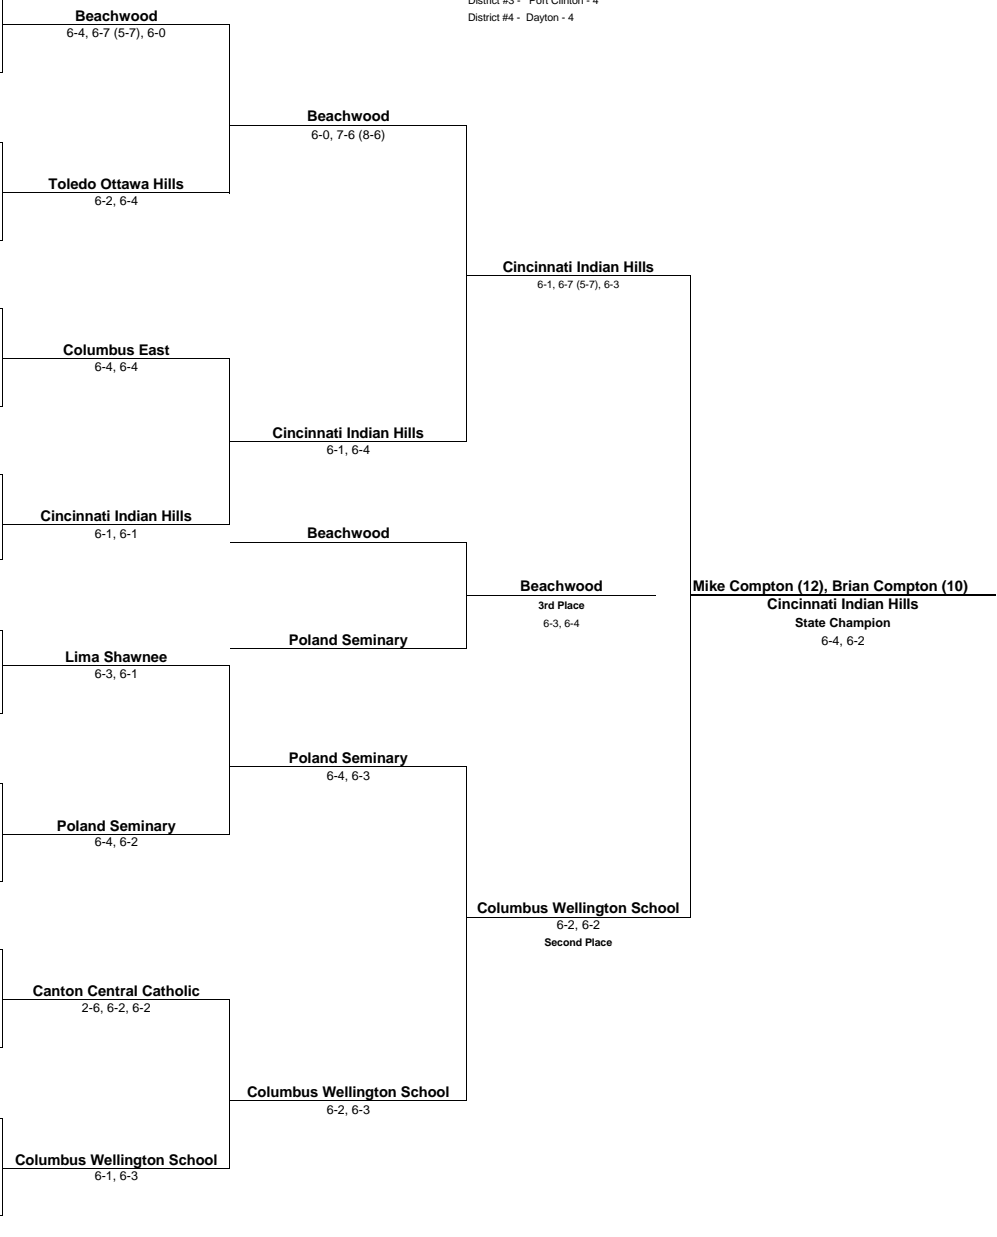 District #3 - Port Clinton - 4
District #4 - Dayton - 4
Beachwood
6-4, 6-7 (5-7), 6-0
Beachwood
6-0, 7-6 (8-6)
Toledo Ottawa Hills
6-2, 6-4
Cincinnati Indian Hills
6-1, 6-7 (5-7), 6-3
Columbus East
6-4, 6-4
Cincinnati Indian Hills
6-1, 6-4
Cincinnati Indian Hills
6-1, 6-1
Beachwood
Beachwood
3rd Place
6-3, 6-4
Mike Compton (12), Brian Compton (10)
Cincinnati Indian Hills
State Champion
6-4, 6-2
Poland Seminary
Lima Shawnee
6-3, 6-1
Poland Seminary
6-4, 6-3
Poland Seminary
6-4, 6-2
Columbus Wellington School
6-2, 6-2
Second Place
Canton Central Catholic
2-6, 6-2, 6-2
Columbus Wellington School
6-2, 6-3
Columbus Wellington School
6-1, 6-3